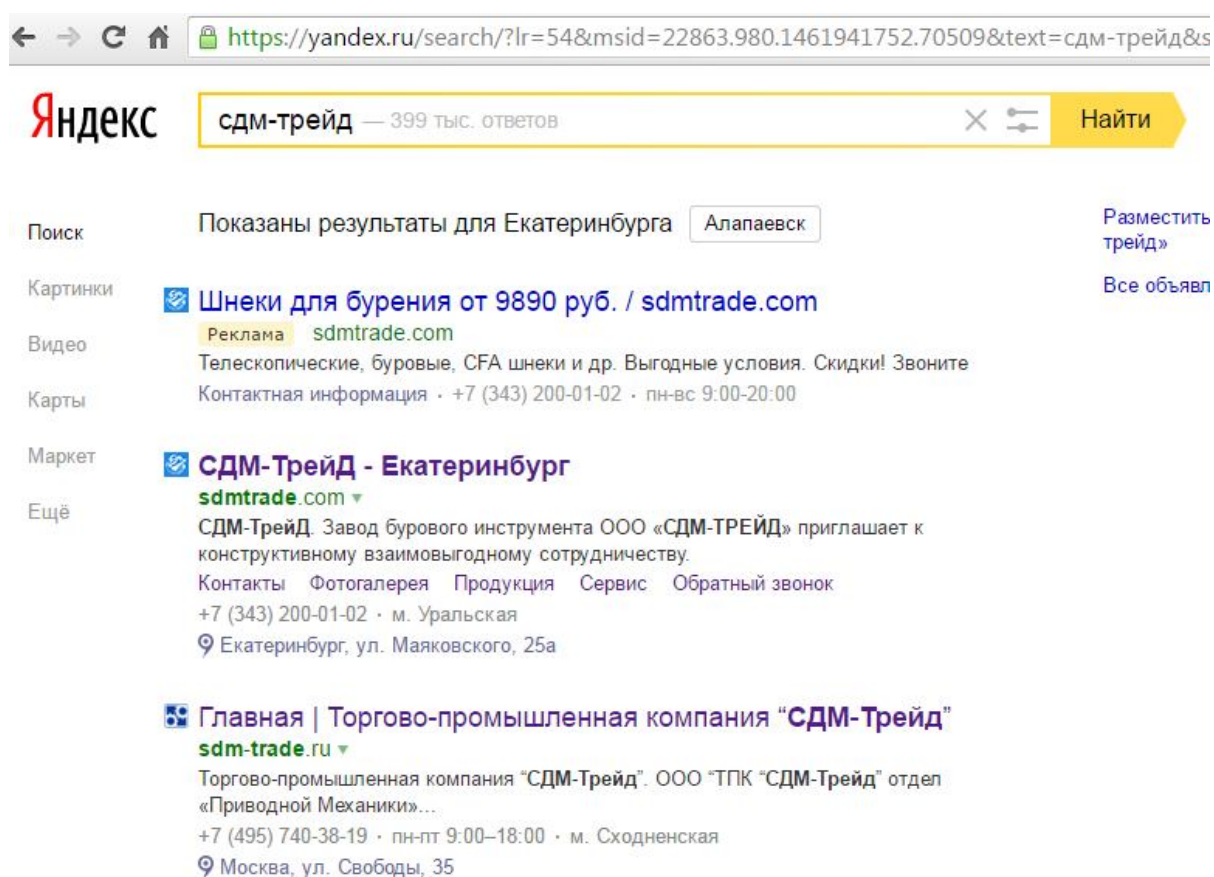 https://yandex.ru/search/?lr=54&msid=22863.980.1461941752.70509&text=сдм-трейд&s
Яндекс
сдм-трейд — 399 тыс. ответов
Найти
Поиск
Картинки
Видео
Карты
Маркет
Ещё
Показаны результаты для Екатеринбурга Алапаевск
Шнеки для бурения от 9890 руб. / sdmtrade.com
Реклама sdmtrade.com
Телескопические, буровые, CFA шнеки и др. Выгодные условия. Скидки! Звоните
Контактная информация · +7 (343) 200-01-02 · пн-вс 9:00-20:00
СДМ-ТрейД - Екатеринбург
sdmtrade.com
СДМ-ТрейД. Завод бурового инструмента ООО «СДМ-ТРЕЙД» приглашает к
конструктивному взаимовыгодному сотрудничеству.
Контакты Фотогалерея Продукция Сервис Обратный звонок
+7 (343) 200-01-02 · м. Уральская
Екатеринбург, ул. Маяковского, 25а
Главная | Торгово-промышленная компания “СДМ-Трейд”
sdm-trade.ru
Торгово-промышленная компания “СДМ-Трейд”. ООО “ТПК “СДМ-Трейд” отдел
«Приводной Механики»...
+7 (495) 740-38-19 · пн-пт 9:00–18:00 · м. Сходненская
Москва, ул. Свободы, 35
Разместить
трейд»
Все объявл